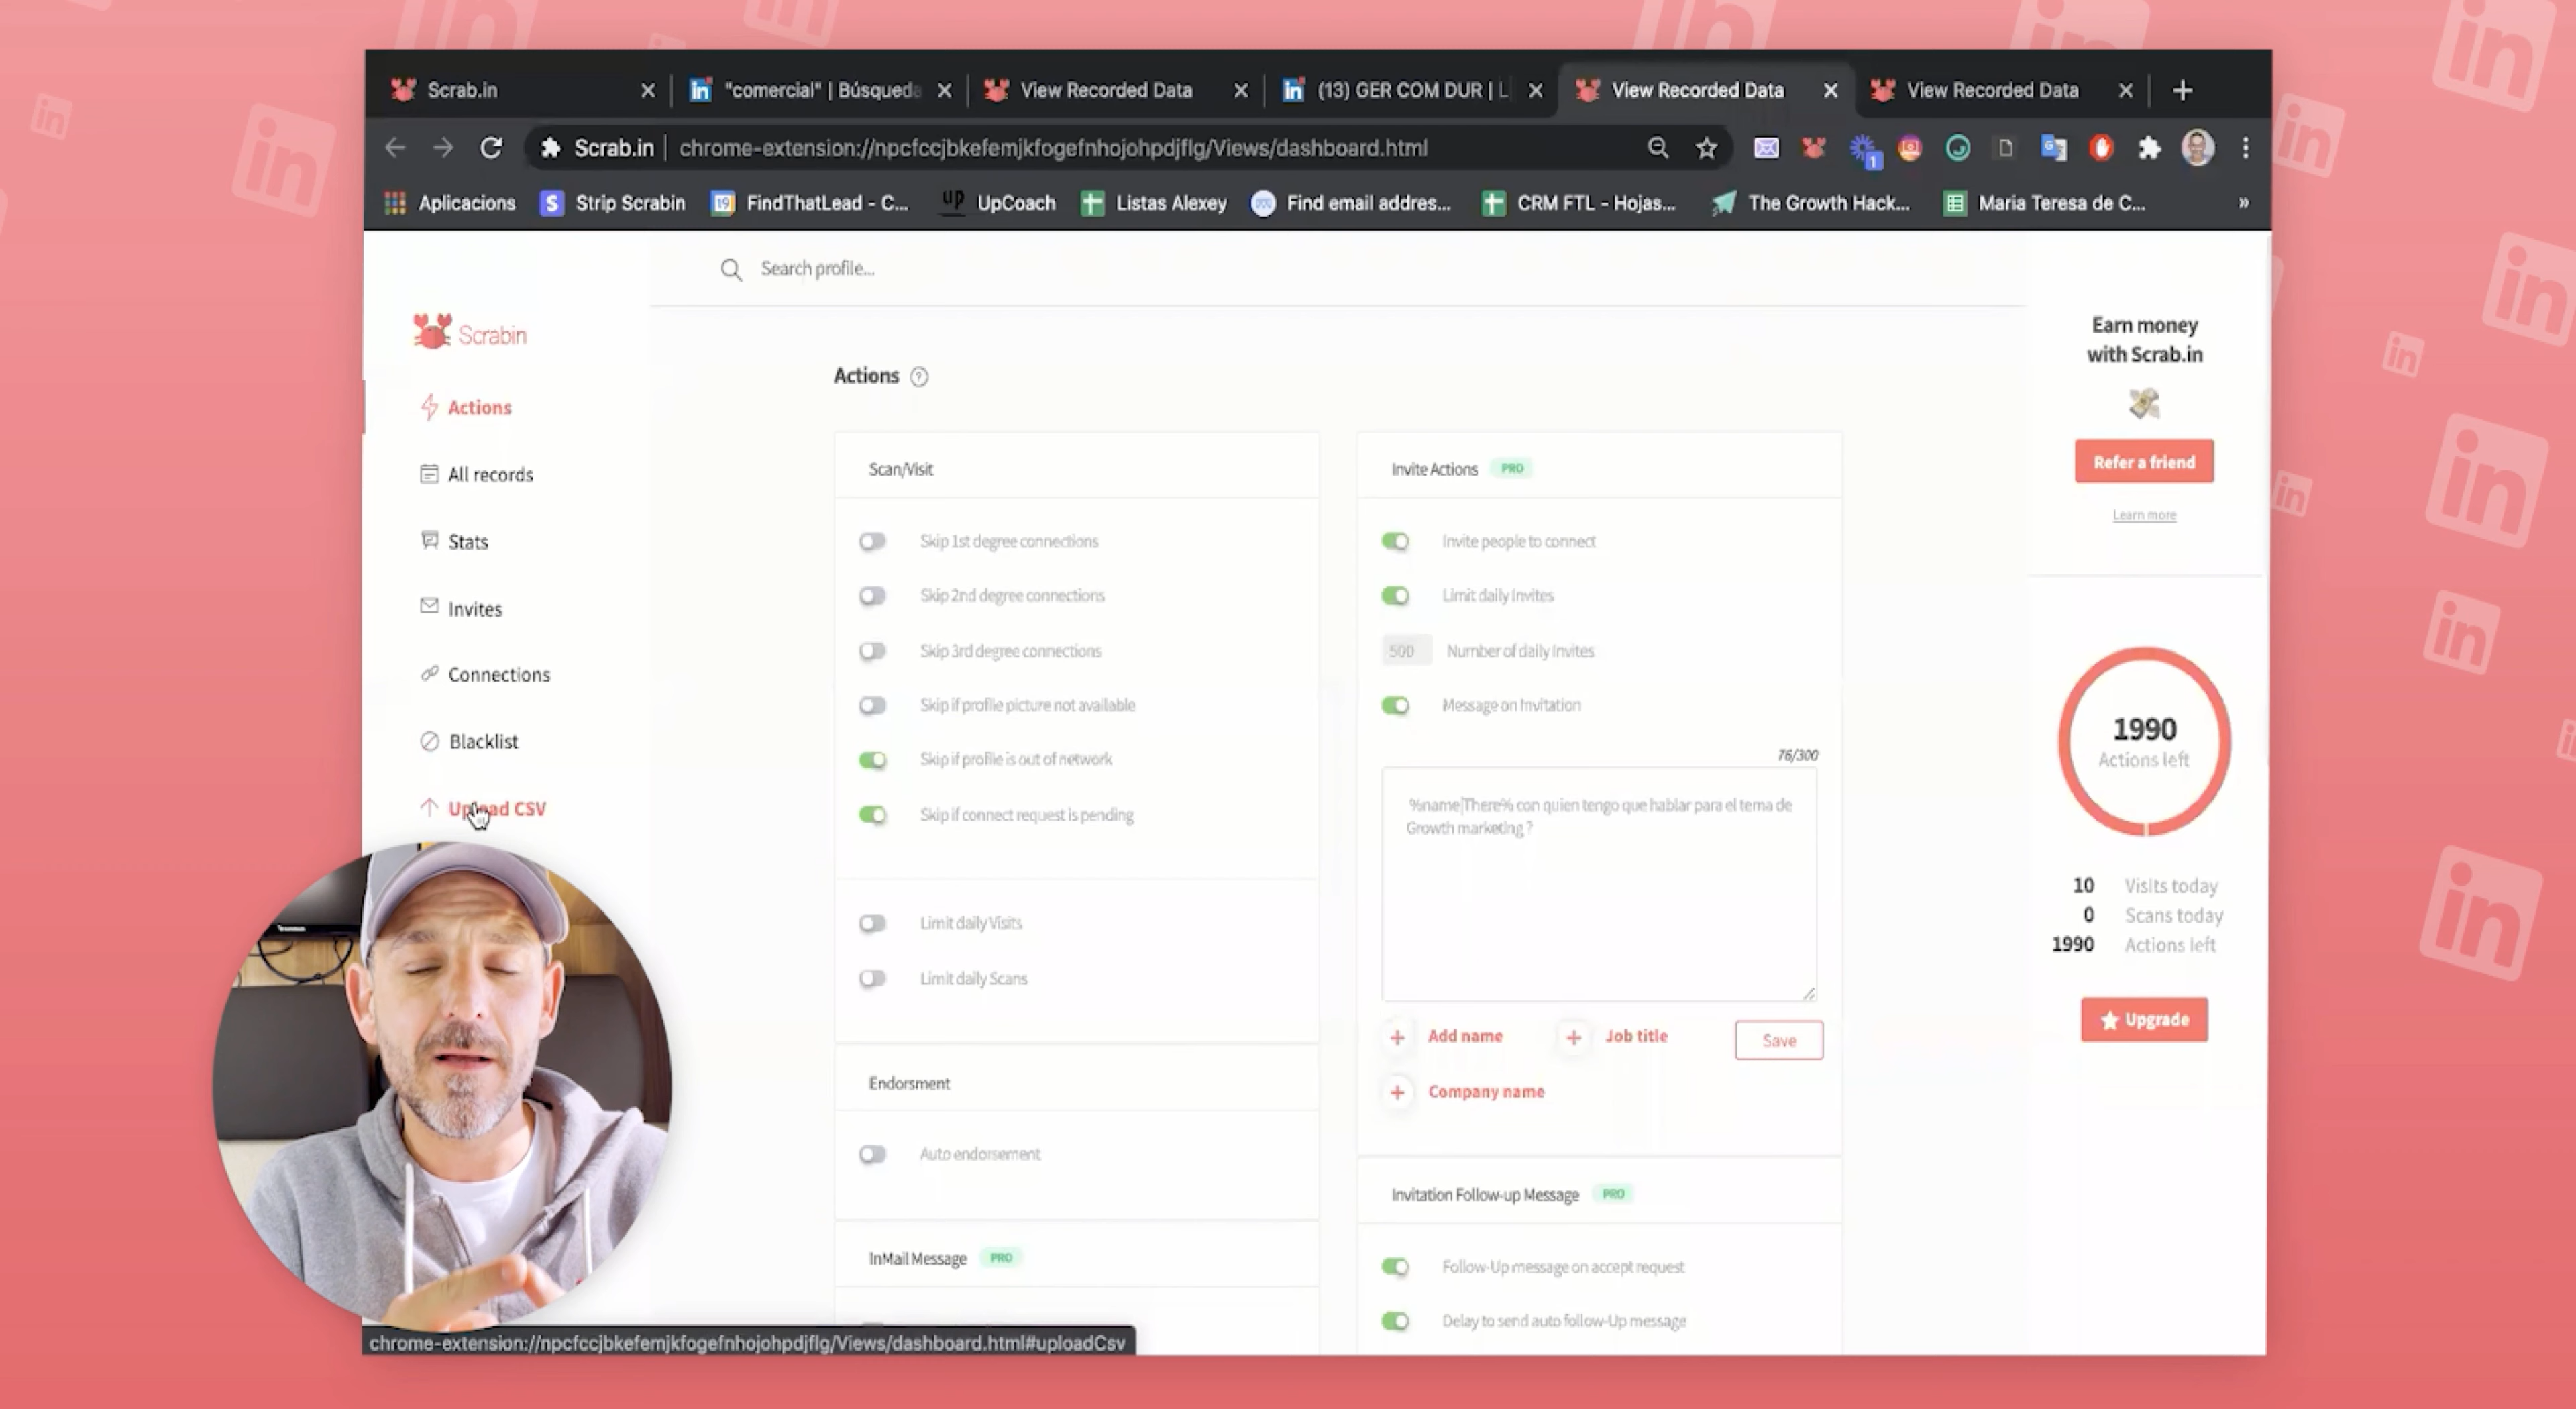 Scrab.in
"comercial" | Búsqueda
View Recorded Data
(13) GER COM DUR | L
View Recorded Data
View Recorded Data
Scrab.in
chrome-extension://npcfccjbkefemjkfogefnhojohpdjflg/Views/dashboard.html
1
Aplicacions
S
Strip Scrabin
19
FindThatLead - C...
up
UpCoach
Listas Alexey
Find email addres...
CRM FTL - Hojas...
The Growth Hack...
Maria Teresa de C...
»
Search profile...
Scrabin
Actions
All records
Stats
Invites
Connections
Blacklist
Upload CSV
Actions
Scan/Visit
Skip 1st degree connections
Skip 2nd degree connections
Skip 3rd degree connections
Skip if profile picture not available
Skip if profile is out of network
Skip if connect request is pending
Limit daily Visits
Limit daily Scans
Endorsment
Auto endorsement
InMail Message PRO
Invite Actions PRO
Invite people to connect
Limit daily Invites
500 Number of daily Invites
Message on Invitation
76/300
%name|There% con quien tengo que hablar para el tema de
Growth marketing ?
Add name
Job title
Save
Company name
Invitation Follow-up Message PRO
Follow-Up message on accept request
Delay to send auto follow-Up message
Earn money
with Scrab.in
Refer a friend
Learn more
1990
Actions left
10 Visits today
0 Scans today
1990 Actions left
Upgrade
chrome-extension://npcfccjbkefemjkfogefnhojohpdjflg/Views/dashboard.html#uploadCsv